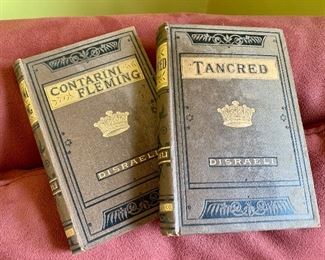 CONTARINI
FLEMING
DISRAELI
TANCRED
DISRAELI